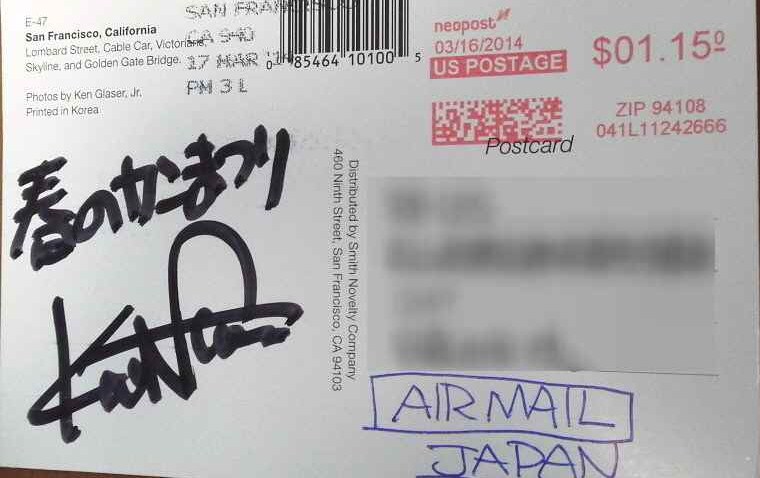 E-47
San Francisco, California
Lombard Street, Cable Car, Victorians,
Skyline, and Golden Gate Bridge.
Photos by Ken Glaser, Jr.
Printed in Korea
SAN FRANCISCO
CA 940
17 MAR '14
PM 3 L
0 85464 10100 5
neopost
03/16/2014
US POSTAGE
$01.15⁰
ZIP 94108
041L11242666
Postcard
春のかまつり
Distributed by Smith Novelty Company
460 Ninth Street, San Francisco, CA 94103
AIRMAIL
JAPAN